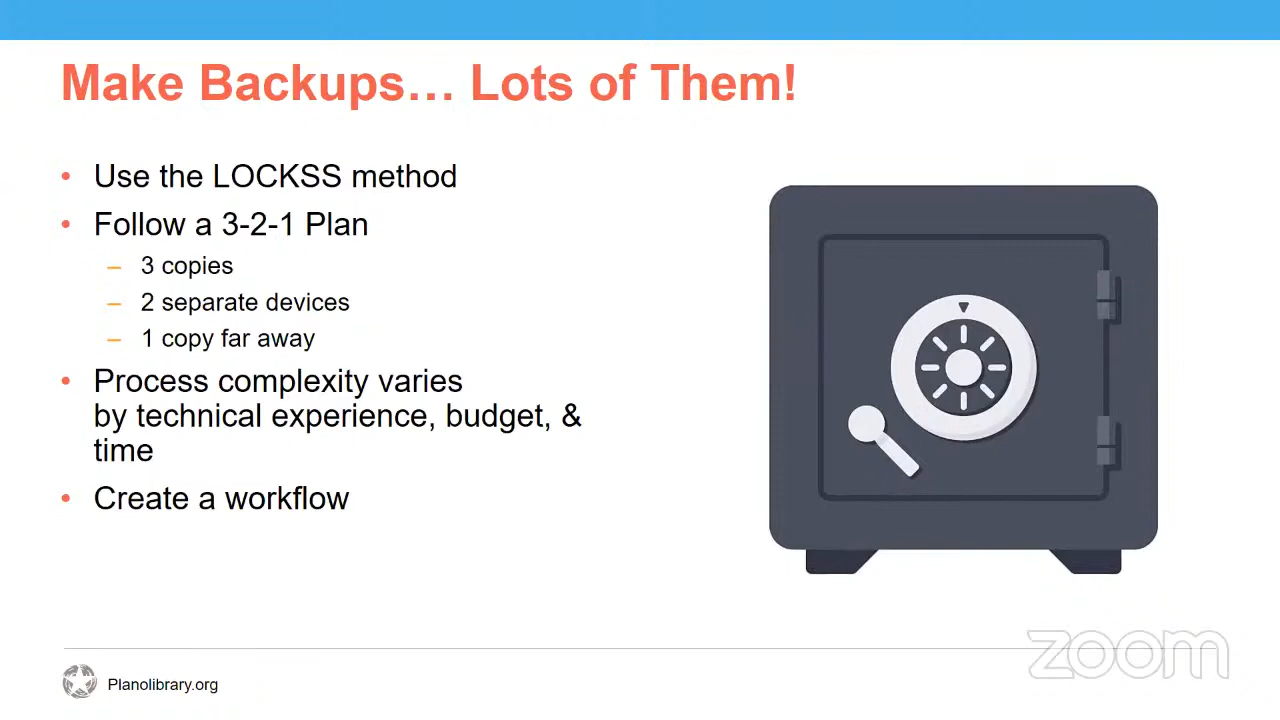 Make Backups… Lots of Them!
• Use the LOCKSS method
• Follow a 3-2-1 Plan
– 3 copies
– 2 separate devices
– 1 copy far away
• Process complexity varies
by technical experience, budget, &
time
• Create a workflow
zoom
Planolibrary.org